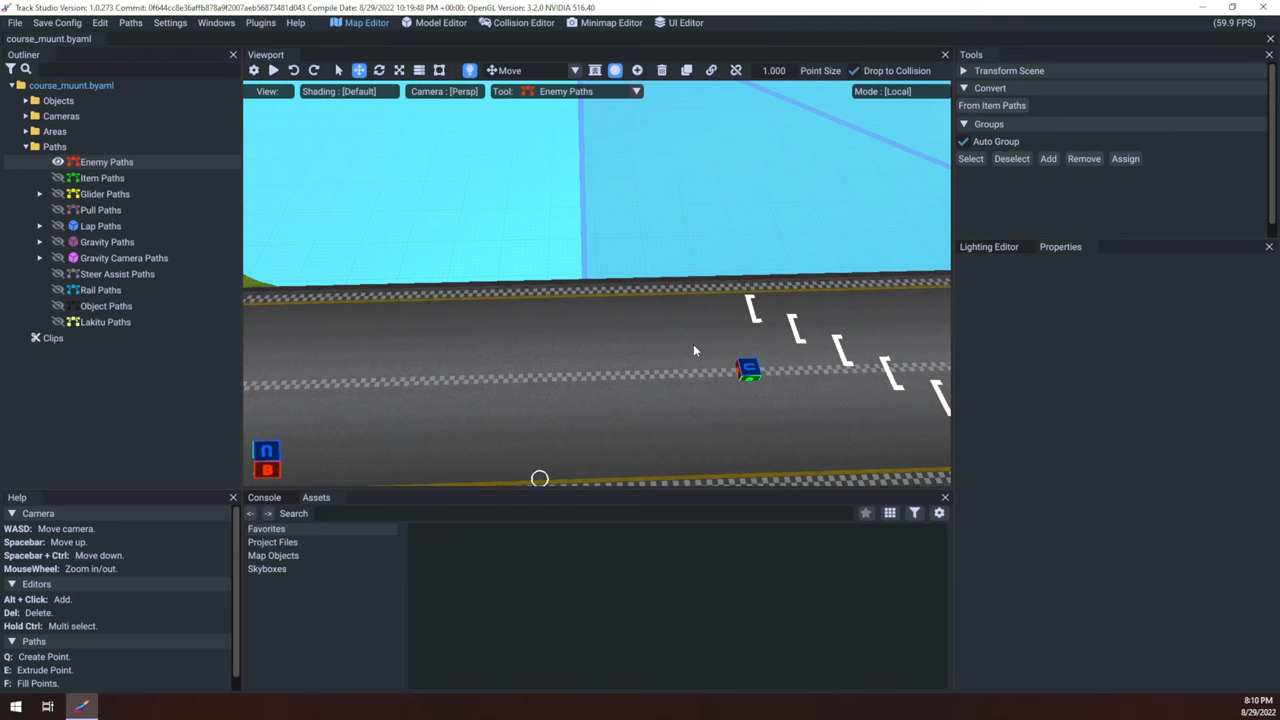 Track Studio Version: 1.0.273 Commit: 0f644cc8e36affb878a9f2007aeb56873481d043 Compile Date: 8/29/2022 10:19:48 PM +00:00: OpenGL Version: 3.2.0 NVIDIA 516.40
File Save Config Edit Paths Settings Windows Plugins Help Map Editor Model Editor Collision Editor Minimap Editor UI Editor (59.9 FPS)
course_muunt.byaml
Outliner
course_muunt.byaml
Objects
Cameras
Areas
Paths
Enemy Paths
Item Paths
Glider Paths
Pull Paths
Lap Paths
Gravity Paths
Gravity Camera Paths
Steer Assist Paths
Rail Paths
Object Paths
Lakitu Paths
Clips
Viewport
Move 1.000 Point Size Drop to Collision
View: Shading : [Default] Camera : [Persp] Tool: Enemy Paths Mode : [Local]
Tools
Transform Scene
Convert
From Item Paths
Groups
Auto Group
Select Deselect Add Remove Assign
Lighting Editor Properties
Help
Camera
WASD: Move camera.
Spacebar: Move up.
Spacebar + Ctrl: Move down.
MouseWheel: Zoom in/out.
Editors
Alt + Click: Add.
Del: Delete.
Hold Ctrl: Multi select.
Paths
Q: Create Point.
E: Extrude Point.
F: Fill Points.
Console Assets
<- -> Search
Favorites
Project Files
Map Objects
Skyboxes
8:10 PM
8/29/2022